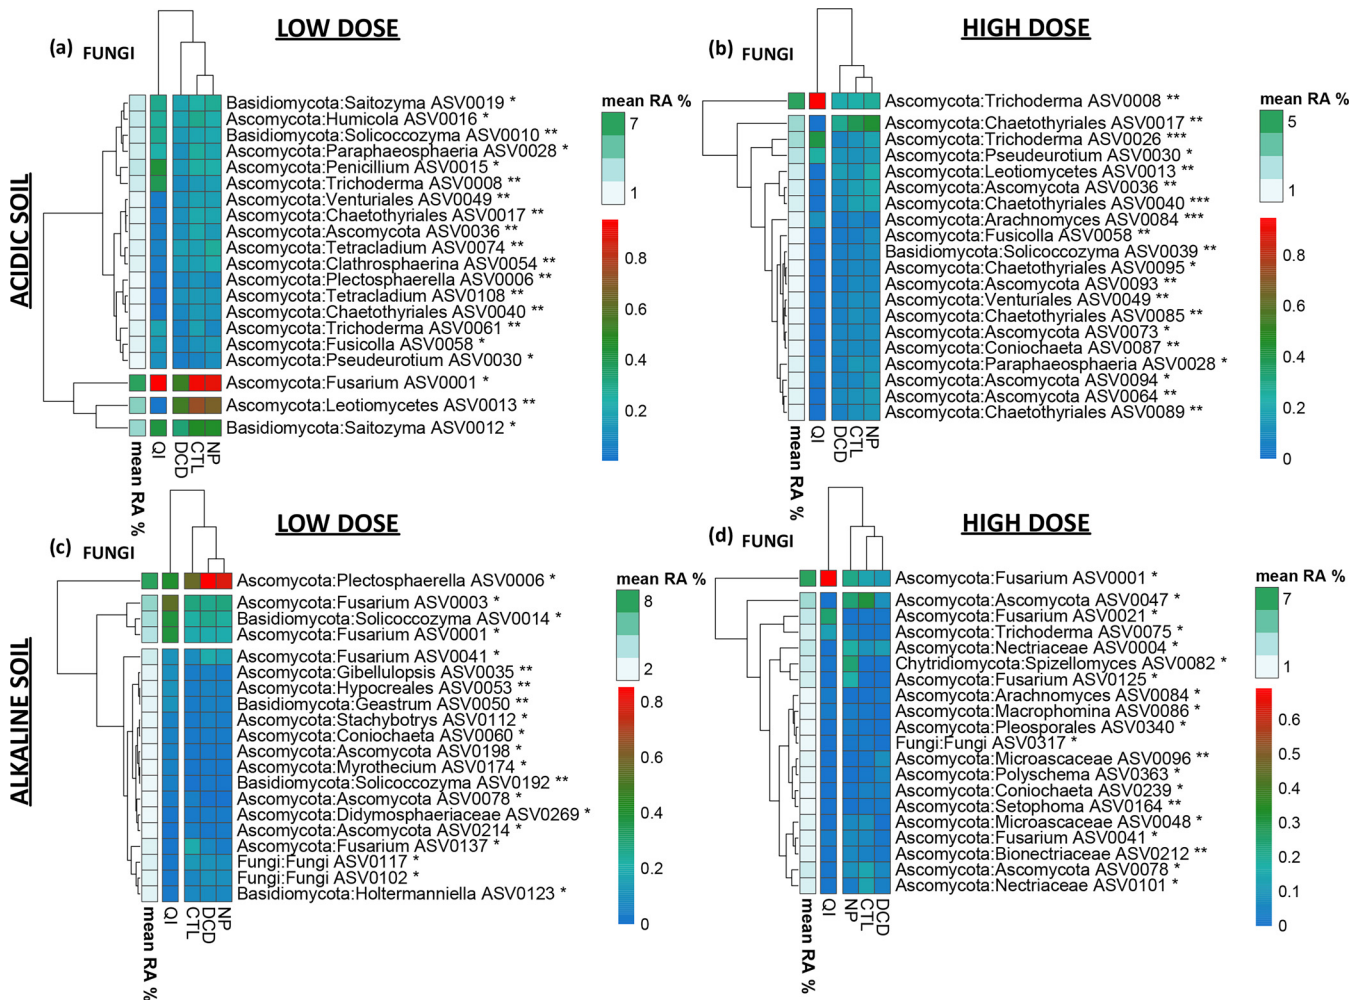 LOW DOSE
HIGH DOSE
(a) FUNGI
(b) FUNGI
ACIDIC SOIL
Basidiomycota:Saitozyma ASV0019 *
Ascomycota:Humicola ASV0016 *
Basidiomycota:Solicoccozyma ASV0010 **
Ascomycota:Paraphaeosphaeria ASV0028 *
Ascomycota:Penicillium ASV0015 *
Ascomycota:Trichoderma ASV0008 **
Ascomycota:Venturiales ASV0049 **
Ascomycota:Chaetothyriales ASV0017 **
Ascomycota:Ascomycota ASV0036 **
Ascomycota:Tetracladium ASV0074 **
Ascomycota:Clathrosphaerina ASV0054 **
Ascomycota:Plectosphaerella ASV0006 **
Ascomycota:Tetracladium ASV0108 **
Ascomycota:Chaetothyriales ASV0040 **
Ascomycota:Trichoderma ASV0061 **
Ascomycota:Fusicolla ASV0058 *
Ascomycota:Pseudeurotium ASV0030 *
Ascomycota:Fusarium ASV0001 *
Ascomycota:Leotiomycetes ASV0013 **
Basidiomycota:Saitozyma ASV0012 *
mean RA %
QI
DCD
CTL
NP
mean RA %
7
1
0.8
0.6
0.4
0.2
Ascomycota:Trichoderma ASV0008 **
Ascomycota:Chaetothyriales ASV0017 **
Ascomycota:Trichoderma ASV0026 ***
Ascomycota:Pseudeurotium ASV0030 *
Ascomycota:Leotiomycetes ASV0013 **
Ascomycota:Ascomycota ASV0036 **
Ascomycota:Chaetothyriales ASV0040 ***
Ascomycota:Arachnomyces ASV0084 ***
Ascomycota:Fusicolla ASV0058 **
Basidiomycota:Solicoccozyma ASV0039 **
Ascomycota:Chaetothyriales ASV0095 *
Ascomycota:Ascomycota ASV0093 **
Ascomycota:Venturiales ASV0049 **
Ascomycota:Chaetothyriales ASV0085 **
Ascomycota:Ascomycota ASV0073 *
Ascomycota:Coniochaeta ASV0087 **
Ascomycota:Paraphaeosphaeria ASV0028 *
Ascomycota:Ascomycota ASV0094 *
Ascomycota:Ascomycota ASV0064 **
Ascomycota:Chaetothyriales ASV0089 **
mean RA %
QI
DCD
CTL
NP
mean RA %
5
1
0.8
0.6
0.4
0.2
0
LOW DOSE
HIGH DOSE
(c) FUNGI
(d) FUNGI
ALKALINE SOIL
Ascomycota:Plectosphaerella ASV0006 *
Ascomycota:Fusarium ASV0003 *
Basidiomycota:Solicoccozyma ASV0014 *
Ascomycota:Fusarium ASV0001 *
Ascomycota:Fusarium ASV0041 *
Ascomycota:Gibellulopsis ASV0035 **
Ascomycota:Hypocreales ASV0053 **
Basidiomycota:Geastrum ASV0050 **
Ascomycota:Stachybotrys ASV0112 *
Ascomycota:Coniochaeta ASV0060 *
Ascomycota:Ascomycota ASV0198 *
Ascomycota:Myrothecium ASV0174 *
Basidiomycota:Solicoccozyma ASV0192 **
Ascomycota:Ascomycota ASV0078 *
Ascomycota:Didymosphaeriaceae ASV0269 *
Ascomycota:Ascomycota ASV0214 *
Ascomycota:Fusarium ASV0137 *
Fungi:Fungi ASV0117 *
Fungi:Fungi ASV0102 *
Basidiomycota:Holtermanniella ASV0123 *
mean RA %
QI
CTL
DCD
NP
mean RA %
8
2
0.8
0.6
0.4
0.2
0
Ascomycota:Fusarium ASV0001 *
Ascomycota:Ascomycota ASV0047 *
Ascomycota:Fusarium ASV0021
Ascomycota:Trichoderma ASV0075 *
Ascomycota:Nectriaceae ASV0004 *
Chytridiomycota:Spizellomyces ASV0082 *
Ascomycota:Fusarium ASV0125 *
Ascomycota:Arachnomyces ASV0084 *
Ascomycota:Macrophomina ASV0086 *
Ascomycota:Pleosporales ASV0340 *
Fungi:Fungi ASV0317 *
Ascomycota:Microascaceae ASV0096 **
Ascomycota:Polyschema ASV0363 *
Ascomycota:Coniochaeta ASV0239 *
Ascomycota:Setophoma ASV0164 **
Ascomycota:Microascaceae ASV0048 *
Ascomycota:Fusarium ASV0041 *
Ascomycota:Bionectriaceae ASV0212 **
Ascomycota:Ascomycota ASV0078 *
Ascomycota:Nectriaceae ASV0101 *
mean RA %
QI
NP
CTL
DCD
mean RA %
7
1
0.6
0.5
0.4
0.3
0.2
0.1
0